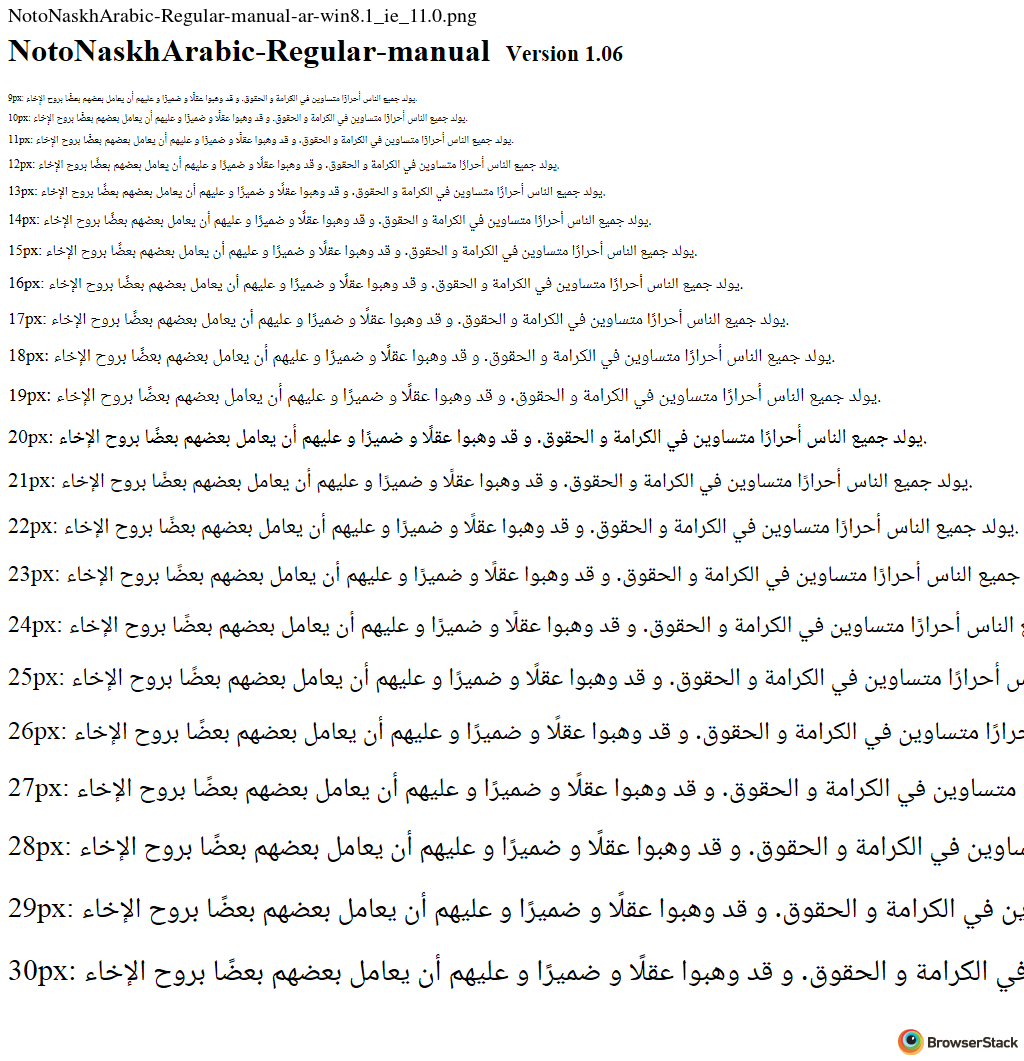 NotoNaskhArabic-Regular-manual-ar-win8.1_ie_11.0.png
NotoNaskhArabic-Regular-manual Version 1.06
9px: يولد جميع الناس أحرارًا متساوين في الكرامة و الحقوق. و قد وهبوا عقلًا و ضميرًا و عليهم أن يعامل بعضهم بعضًا بروح الإخاء.
10px: يولد جميع الناس أحرارًا متساوين في الكرامة و الحقوق. و قد وهبوا عقلًا و ضميرًا و عليهم أن يعامل بعضهم بعضًا بروح الإخاء.
11px: يولد جميع الناس أحرارًا متساوين في الكرامة و الحقوق. و قد وهبوا عقلًا و ضميرًا و عليهم أن يعامل بعضهم بعضًا بروح الإخاء.
12px: يولد جميع الناس أحرارًا متساوين في الكرامة و الحقوق. و قد وهبوا عقلًا و ضميرًا و عليهم أن يعامل بعضهم بعضًا بروح الإخاء.
13px: يولد جميع الناس أحرارًا متساوين في الكرامة و الحقوق. و قد وهبوا عقلًا و ضميرًا و عليهم أن يعامل بعضهم بعضًا بروح الإخاء.
14px: يولد جميع الناس أحرارًا متساوين في الكرامة و الحقوق. و قد وهبوا عقلًا و ضميرًا و عليهم أن يعامل بعضهم بعضًا بروح الإخاء.
15px: يولد جميع الناس أحرارًا متساوين في الكرامة و الحقوق. و قد وهبوا عقلًا و ضميرًا و عليهم أن يعامل بعضهم بعضًا بروح الإخاء.
16px: يولد جميع الناس أحرارًا متساوين في الكرامة و الحقوق. و قد وهبوا عقلًا و ضميرًا و عليهم أن يعامل بعضهم بعضًا بروح الإخاء.
17px: يولد جميع الناس أحرارًا متساوين في الكرامة و الحقوق. و قد وهبوا عقلًا و ضميرًا و عليهم أن يعامل بعضهم بعضًا بروح الإخاء.
18px: يولد جميع الناس أحرارًا متساوين في الكرامة و الحقوق. و قد وهبوا عقلًا و ضميرًا و عليهم أن يعامل بعضهم بعضًا بروح الإخاء.
19px: يولد جميع الناس أحرارًا متساوين في الكرامة و الحقوق. و قد وهبوا عقلًا و ضميرًا و عليهم أن يعامل بعضهم بعضًا بروح الإخاء.
20px: يولد جميع الناس أحرارًا متساوين في الكرامة و الحقوق. و قد وهبوا عقلًا و ضميرًا و عليهم أن يعامل بعضهم بعضًا بروح الإخاء.
21px: يولد جميع الناس أحرارًا متساوين في الكرامة و الحقوق. و قد وهبوا عقلًا و ضميرًا و عليهم أن يعامل بعضهم بعضًا بروح الإخاء.
22px: يولد جميع الناس أحرارًا متساوين في الكرامة و الحقوق. و قد وهبوا عقلًا و ضميرًا و عليهم أن يعامل بعضهم بعضًا بروح الإخاء.
23px: جميع الناس أحرارًا متساوين في الكرامة و الحقوق. و قد وهبوا عقلًا و ضميرًا و عليهم أن يعامل بعضهم بعضًا بروح الإخاء
24px: الناس أحرارًا متساوين في الكرامة و الحقوق. و قد وهبوا عقلًا و ضميرًا و عليهم أن يعامل بعضهم بعضًا بروح الإخاء
25px: أحرارًا متساوين في الكرامة و الحقوق. و قد وهبوا عقلًا و ضميرًا و عليهم أن يعامل بعضهم بعضًا بروح الإخاء
26px: متساوين في الكرامة و الحقوق. و قد وهبوا عقلًا و ضميرًا و عليهم أن يعامل بعضهم بعضًا بروح الإخاء
27px: متساوين في الكرامة و الحقوق. و قد وهبوا عقلًا و ضميرًا و عليهم أن يعامل بعضهم بعضًا بروح الإخاء
28px: في الكرامة و الحقوق. و قد وهبوا عقلًا و ضميرًا و عليهم أن يعامل بعضهم بعضًا بروح الإخاء
29px: في الكرامة و الحقوق. و قد وهبوا عقلًا و ضميرًا و عليهم أن يعامل بعضهم بعضًا بروح الإخاء
30px: في الكرامة و الحقوق. و قد وهبوا عقلًا و ضميرًا و عليهم أن يعامل بعضهم بعضًا بروح الإخاء
BrowserStack